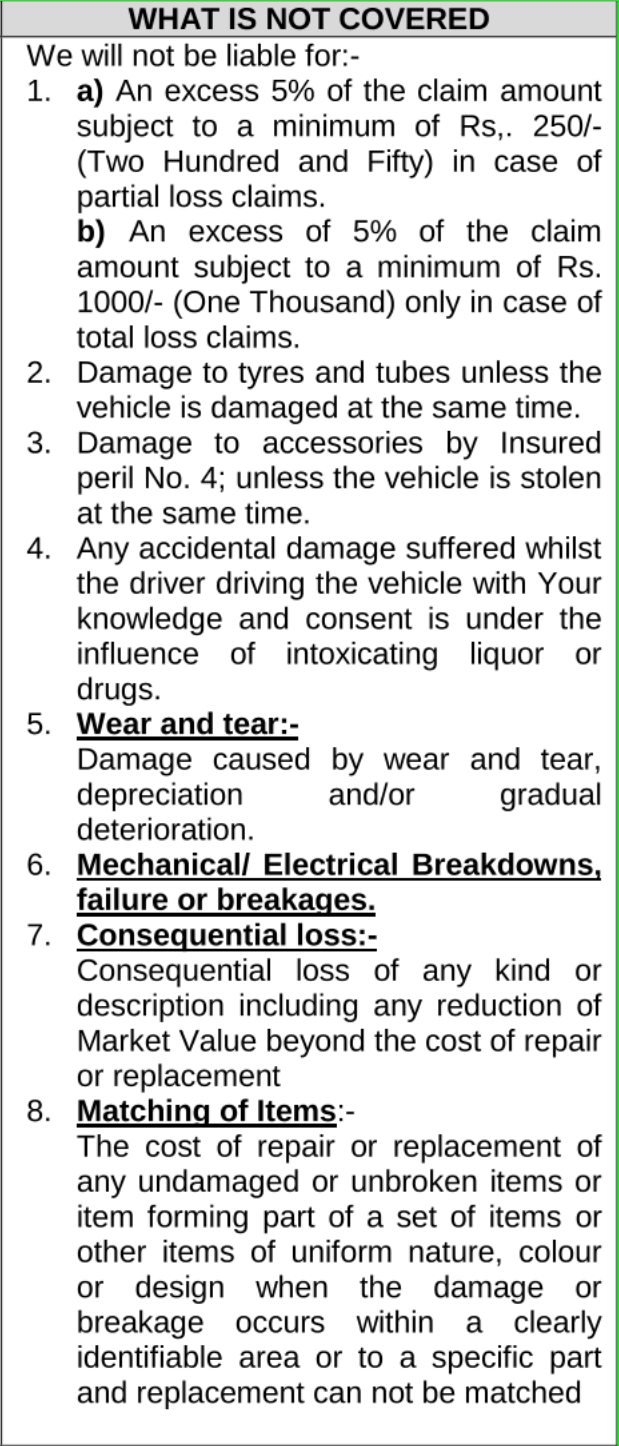 WHAT IS NOT COVERED
We will not be liable for:-
1. a) An excess 5% of the claim amount
subject to a minimum of Rs,. 250/-
(Two Hundred and Fifty) in case of
partial loss claims.
b) An excess of 5% of the claim
amount subject to a minimum of Rs.
1000/- (One Thousand) only in case of
total loss claims.
2. Damage to tyres and tubes unless the
vehicle is damaged at the same time.
3. Damage to accessories by Insured
peril No. 4; unless the vehicle is stolen
at the same time.
4. Any accidental damage suffered whilst
the driver driving the vehicle with Your
knowledge and consent is under the
influence of intoxicating liquor or
drugs.
5. Wear and tear:-
Damage caused by wear and tear,
depreciation and/or gradual
deterioration.
6. Mechanical/ Electrical Breakdowns,
failure or breakages.
7. Consequential loss:-
Consequential loss of any kind or
description including any reduction of
Market Value beyond the cost of repair
or replacement
8. Matching of Items:-
The cost of repair or replacement of
any undamaged or unbroken items or
item forming part of a set of items or
other items of uniform nature, colour
or design when the damage or
breakage occurs within a clearly
identifiable area or to a specific part
and replacement can not be matched